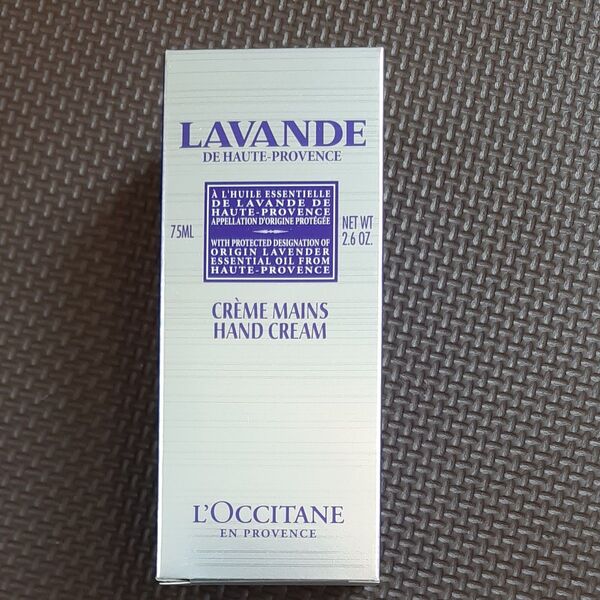 LAVANDE
DE HAUTE-PROVENCE
À L'HUILE ESSENTIELLE
DE LAVANDE DE
HAUTE-PROVENCE
APPELLATION D'ORIGINE PROTÉGÉE
WITH PROTECTED DESIGNATION OF
ORIGIN LAVENDER
ESSENTIAL OIL FROM
HAUTE-PROVENCE
75ML
NET WT
2.6 OZ.
CRÈME MAINS
HAND CREAM
L'OCCITANE
EN PROVENCE